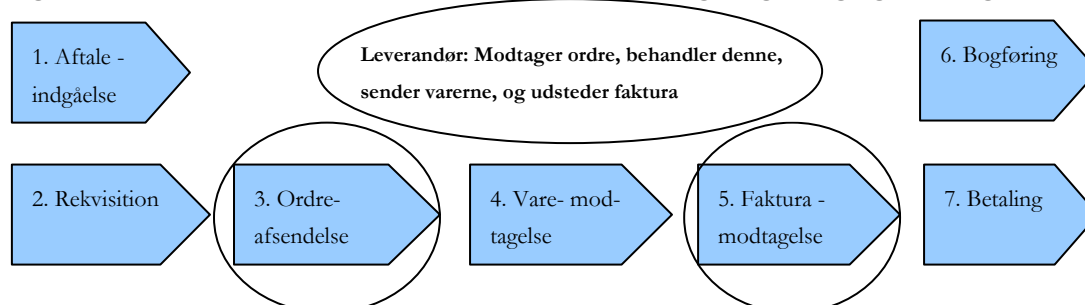 1. Aftale -
indgåelse
Leverandør: Modtager ordre, behandler denne,
sender varerne, og udsteder faktura
6. Bogføring
2. Rekvisition
3. Ordre-
afsendelse
4. Vare- mod-
tagelse
5. Faktura -
modtagelse
7. Betaling